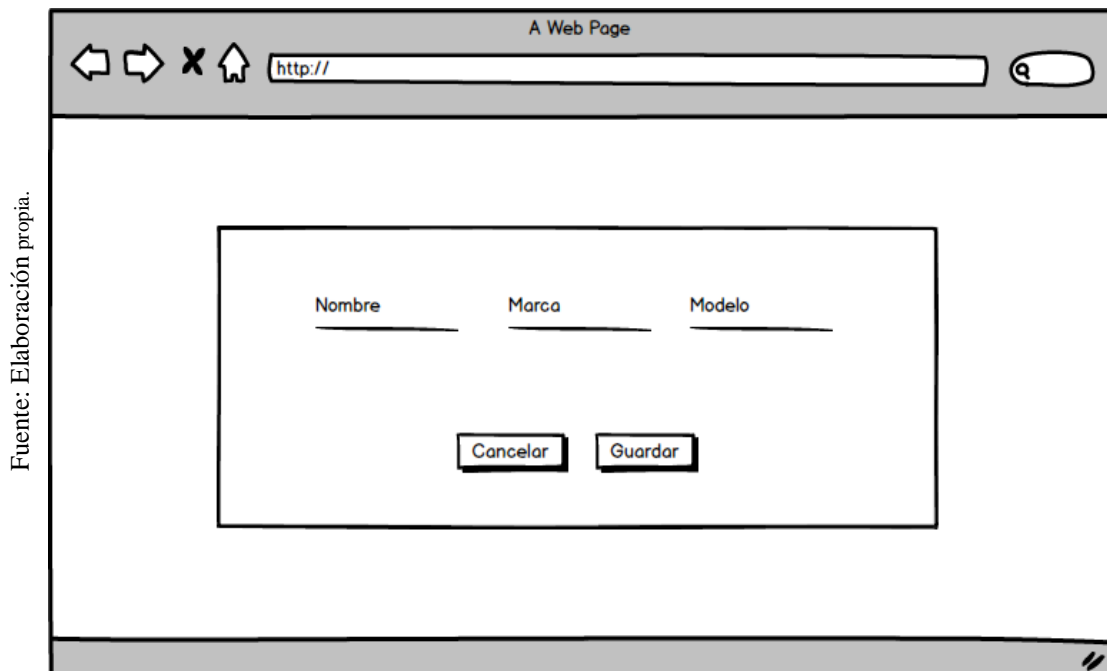 A Web Page
http://
Nombre Marca Modelo
Cancelar Guardar
Fuente: Elaboración propia.